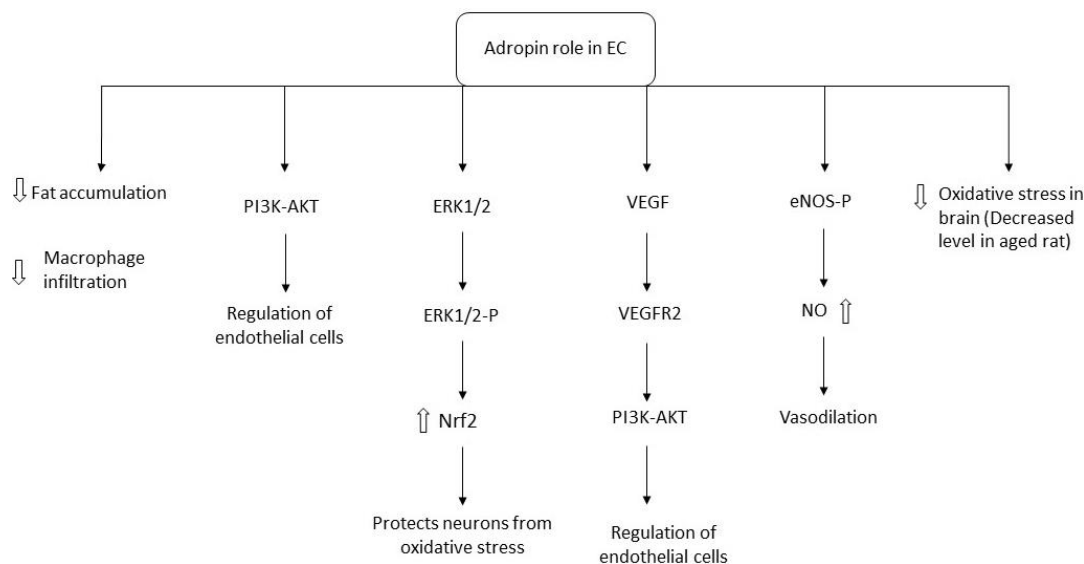 Adropin role in EC
Fat accumulation
Macrophage
infiltration
PI3K-AKT
Regulation of
endothelial cells
ERK1/2
ERK1/2-P
Nrf2
Protects neurons from
oxidative stress
VEGF
VEGFR2
PI3K-AKT
Regulation of
endothelial cells
eNOS-P
NO
Vasodilation
Oxidative stress in
brain (Decreased
level in aged rat)